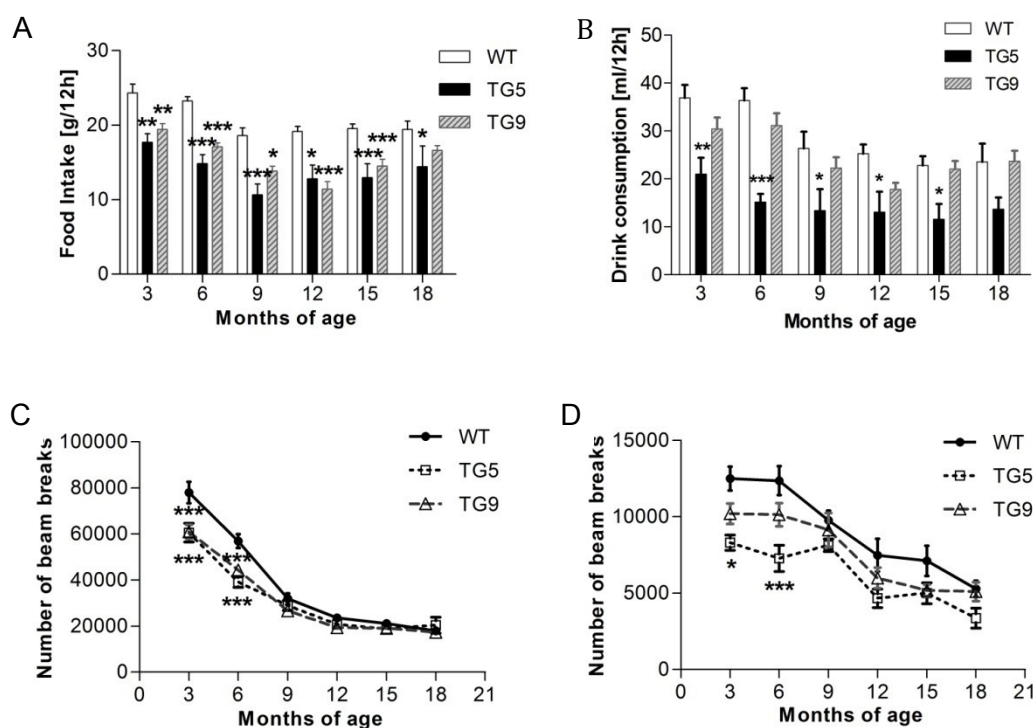 A
Food Intake [g/12h]
30
20
10
0
WT
TG5
TG9
** **
*** ***
*** *
* ***
*** ***
*
3 6 9 12 15 18
Months of age
B
Drink consumption [ml/12h]
50
40
30
20
10
0
WT
TG5
TG9
**
***
*
*
*
3 6 9 12 15 18
Months of age
C
Number of beam breaks
100000
80000
60000
40000
20000
0
WT
TG5
TG9
***
***
***
***
0 3 6 9 12 15 18 21
Months of age
D
Number of beam breaks
15000
10000
5000
0
WT
TG5
TG9
*
***
0 3 6 9 12 15 18 21
Months of age